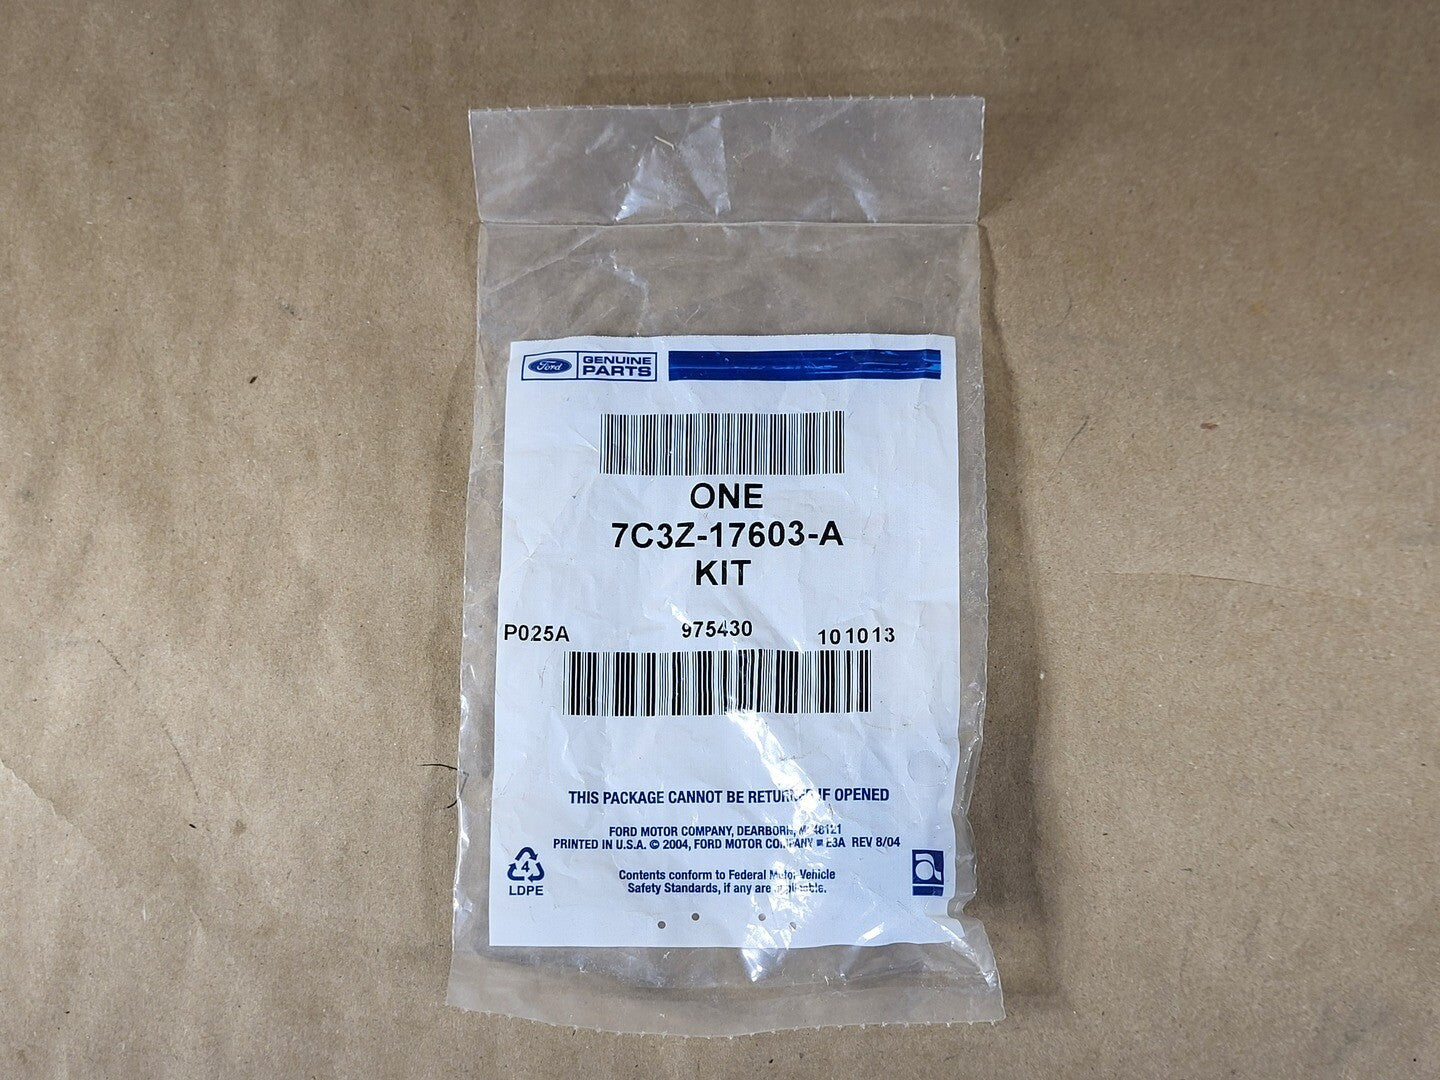 Ford GENUINE PARTS
ONE
7C3Z-17603-A
KIT
P025A 975430 101013
THIS PACKAGE CANNOT BE RETURNED IF OPENED
FORD MOTOR COMPANY, DEARBORN, MI 48121
PRINTED IN U.S.A. © 2004, FORD MOTOR COMPANY E3A REV 8/04
Contents conform to Federal Motor Vehicle
Safety Standards, if any are applicable.
4
LDPE
a